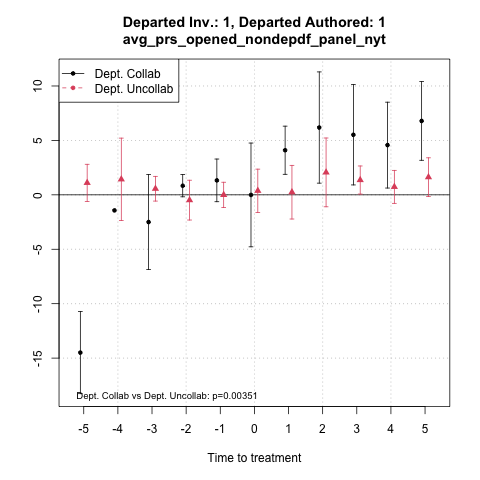 Departed Inv.: 1, Departed Authored: 1
avg_prs_opened_nondepdf_panel_nyt
Dept. Collab
Dept. Uncollab
10
5
0
-5
-10
-15
Dept. Collab vs Dept. Uncollab: p=0.00351
-5 -4 -3 -2 -1 0 1 2 3 4 5
Time to treatment